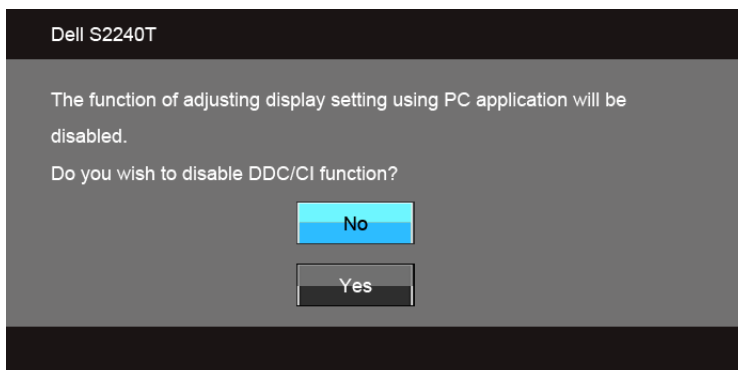 Dell S2240T
The function of adjusting display setting using PC application will be
disabled.
Do you wish to disable DDC/CI function?
No
Yes